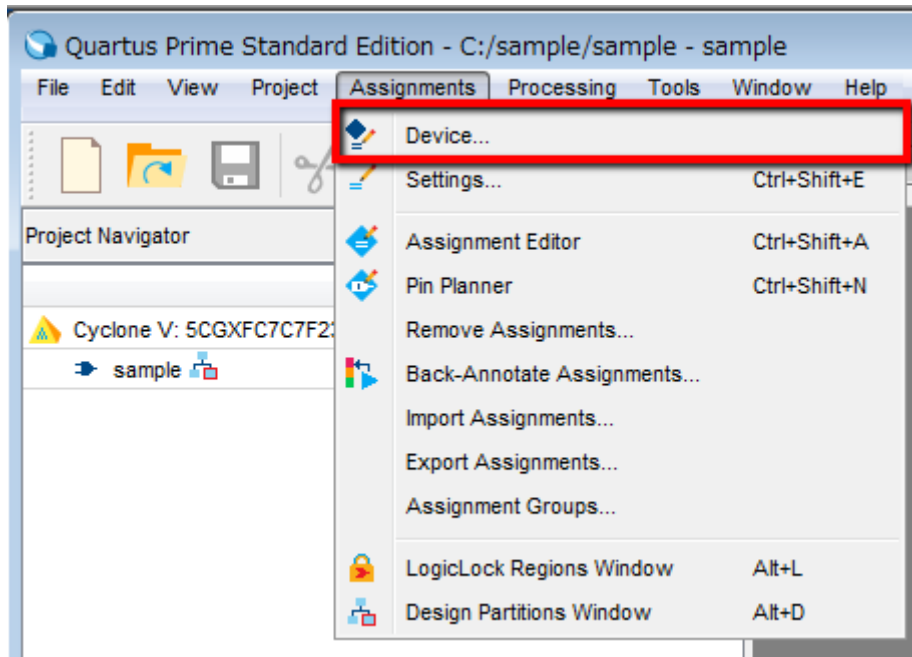 Quartus Prime Standard Edition - C:/sample/sample - sample
File Edit View Project Assignments Processing Tools Window Help
Device...
Settings... Ctrl+Shift+E
Project Navigator
Assignment Editor Ctrl+Shift+A
Pin Planner Ctrl+Shift+N
Cyclone V: 5CGXFC7C7F23
Remove Assignments...
sample
Back-Annotate Assignments...
Import Assignments...
Export Assignments...
Assignment Groups...
LogicLock Regions Window Alt+L
Design Partitions Window Alt+D